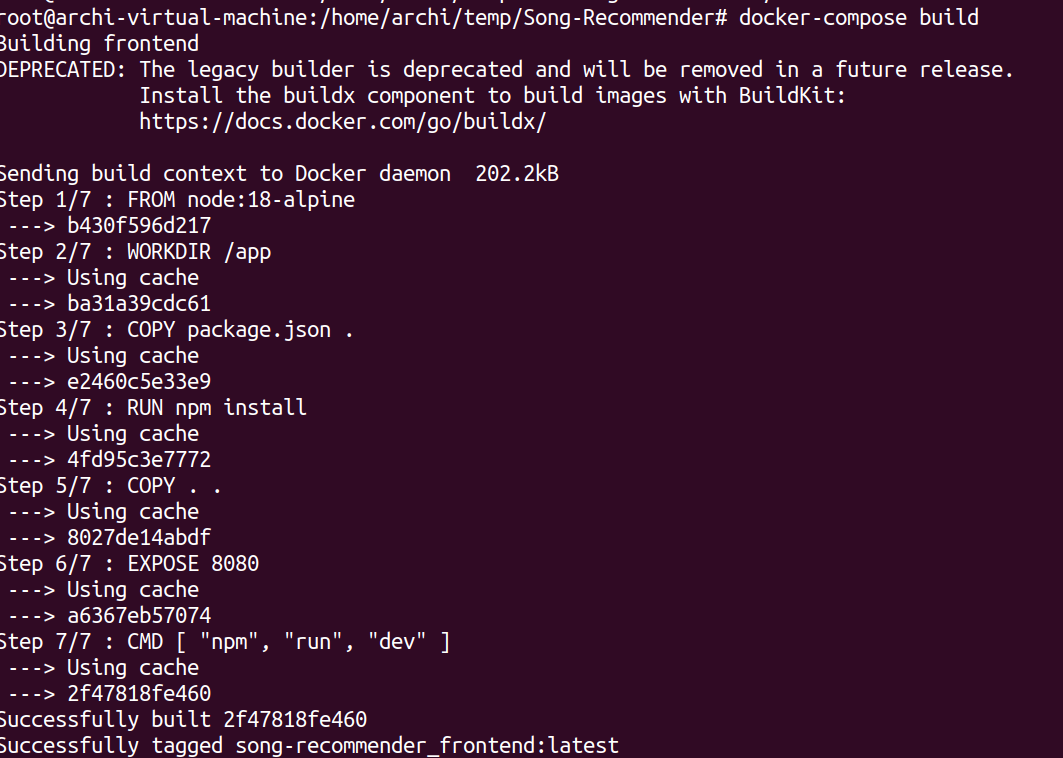 root@archi-virtual-machine:/home/archi/temp/Song-Recommender# docker-compose build
Building frontend
DEPRECATED: The legacy builder is deprecated and will be removed in a future release.
            Install the buildx component to build images with BuildKit:
            https://docs.docker.com/go/buildx/

Sending build context to Docker daemon  202.2kB
Step 1/7 : FROM node:18-alpine
 ---> b430f596d217
Step 2/7 : WORKDIR /app
 ---> Using cache
 ---> ba31a39cdc61
Step 3/7 : COPY package.json .
 ---> Using cache
 ---> e2460c5e33e9
Step 4/7 : RUN npm install
 ---> Using cache
 ---> 4fd95c3e7772
Step 5/7 : COPY . .
 ---> Using cache
 ---> 8027de14abdf
Step 6/7 : EXPOSE 8080
 ---> Using cache
 ---> a6367eb57074
Step 7/7 : CMD [ "npm", "run", "dev" ]
 ---> Using cache
 ---> 2f47818fe460
Successfully built 2f47818fe460
Successfully tagged song-recommender_frontend:latest